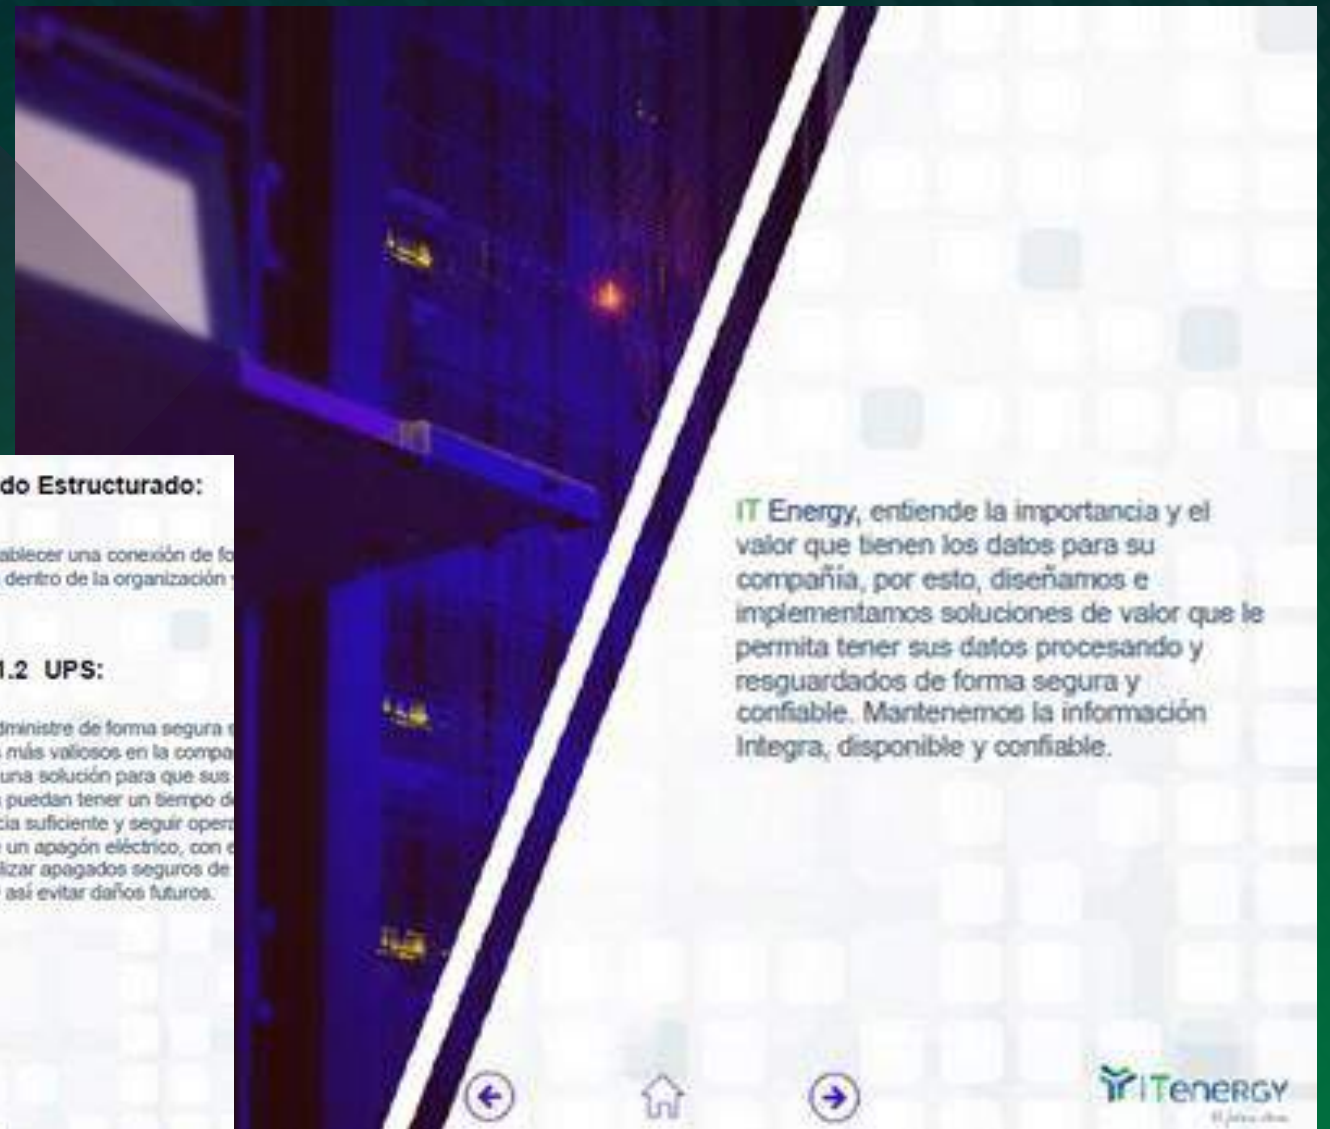 do Estructurado:
ablecer una conexión de fo
dentro de la organización
1.2 UPS:
dministre de forma segura
más valiosos en la compa
una solución para que sus
puedan tener un tiempo de
cia suficiente y seguir opera
un apagón eléctrico, con e
lizar apagados seguros de
así evitar daños futuros.
IT Energy, entiende la importancia y el
valor que tienen los datos para su
compañía, por esto, diseñamos e
implementamos soluciones de valor que le
permita tener sus datos procesando y
resguardados de forma segura y
confiable. Mantenemos la información
Integra, disponible y confiable.
ITenergy